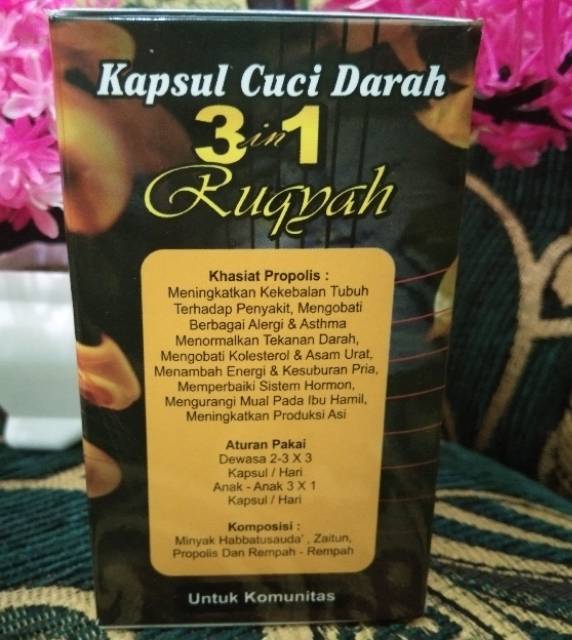 Kapsul Cuci Darah
3 in 1
Ruqyah
Khasiat Propolis :
Meningkatkan Kekebalan Tubuh
Terhadap Penyakit, Mengobati
Berbagai Alergi & Asthma
Menormalkan Tekanan Darah,
Mengobati Kolesterol & Asam Urat,
Menambah Energi & Kesuburan Pria,
Memperbaiki Sistem Hormon,
Mengurangi Mual Pada Ibu Hamil,
Meningkatkan Produksi Asi
Aturan Pakai
Dewasa 2-3 X 3
Kapsul / Hari
Anak - Anak 3 X 1
Kapsul / Hari
Komposisi :
Minyak Habbatusauda' , Zaitun,
Propolis Dan Rempah - Rempah
Untuk Komunitas